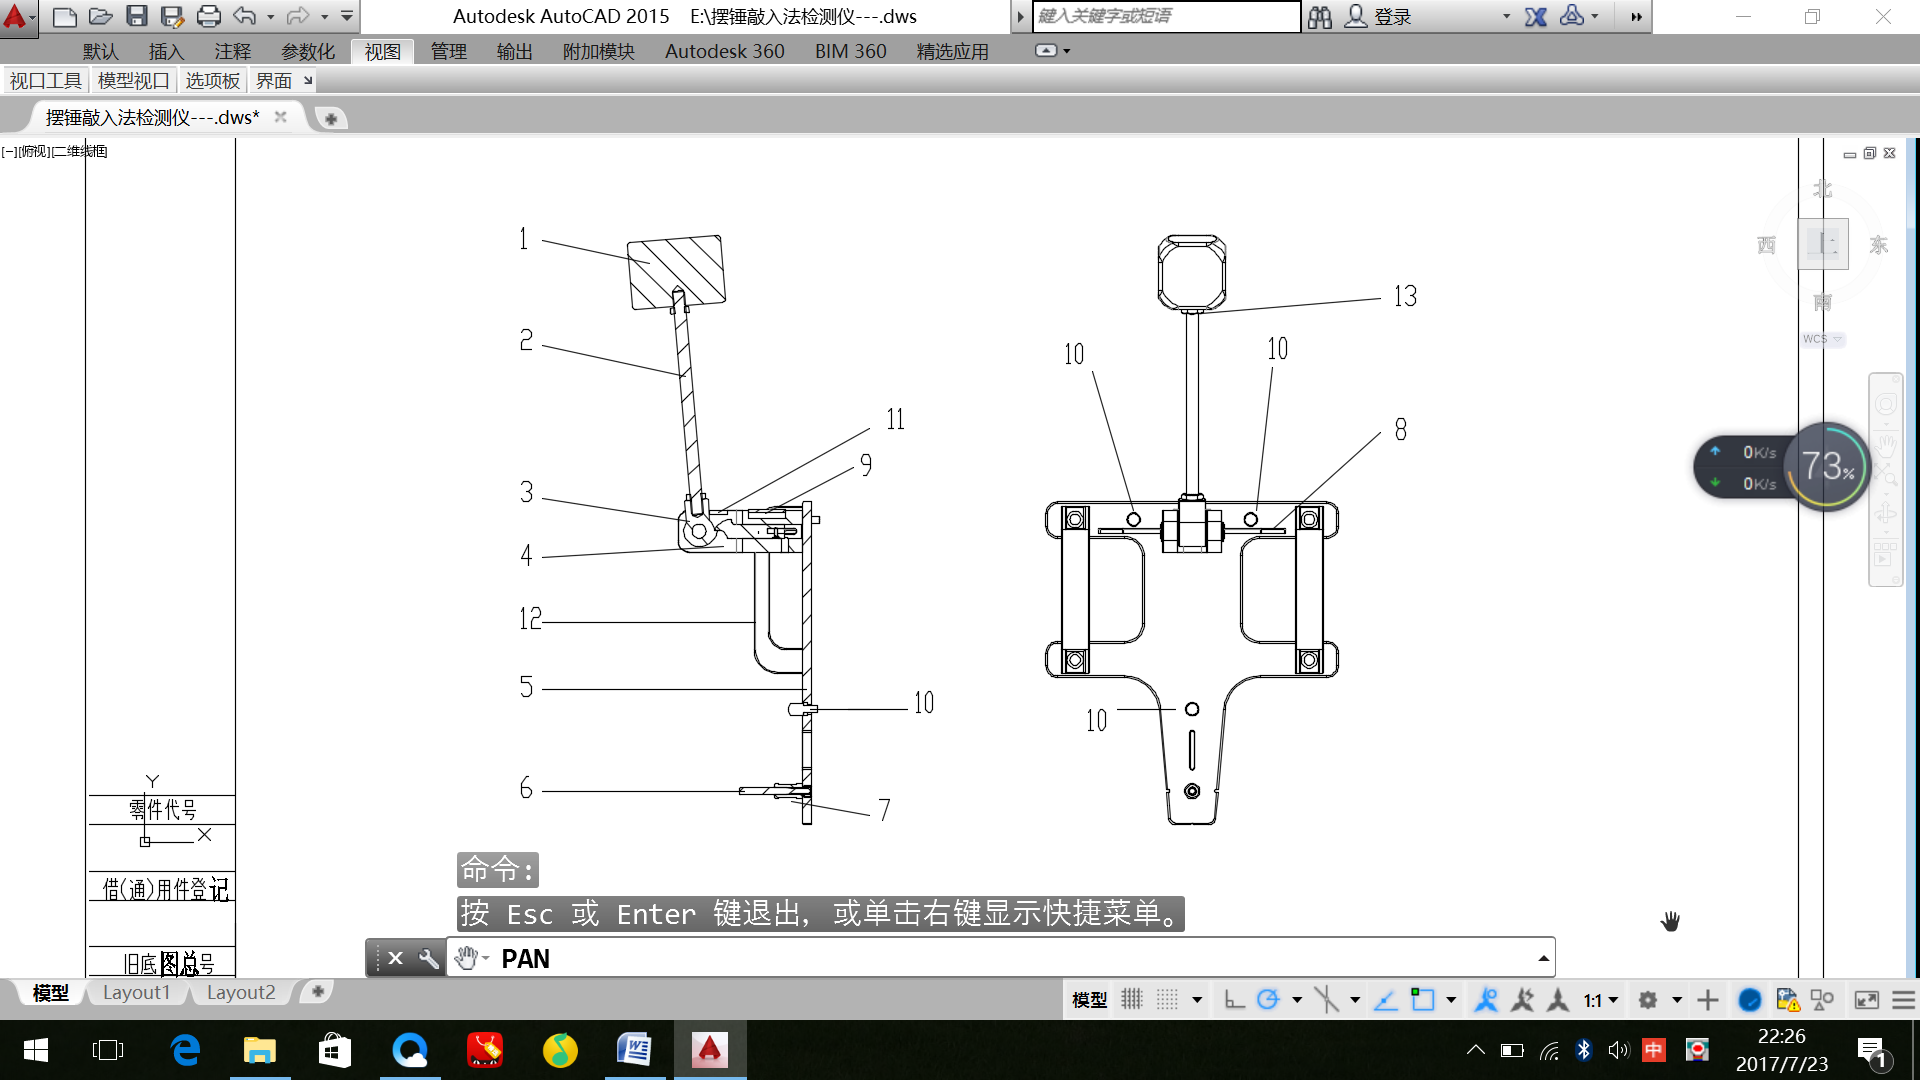 Autodesk AutoCAD 2015 E:\摆锤敲入法检测仪---.dws
键入关键字或短语
登录
默认 插入 注释 参数化 视图 管理 输出 附加模块 Autodesk 360 BIM 360 精选应用
视口工具 模型视口 选项板 界面
摆锤敲入法检测仪---.dws*
[−][俯视][二维线框]
北
西
东
南
WCS
1
2
3
4
12
5
6
11
9
10
7
13
10
10
8
10
0K/s
0K/s
73%
Y
零件代号
X
借(通)用件登记
旧底图总号
命令:
按 Esc 或 Enter 键退出, 或单击右键显示快捷菜单。
PAN
模型 Layout1 Layout2
模型
1:1
中
22:26
2017/7/23
1